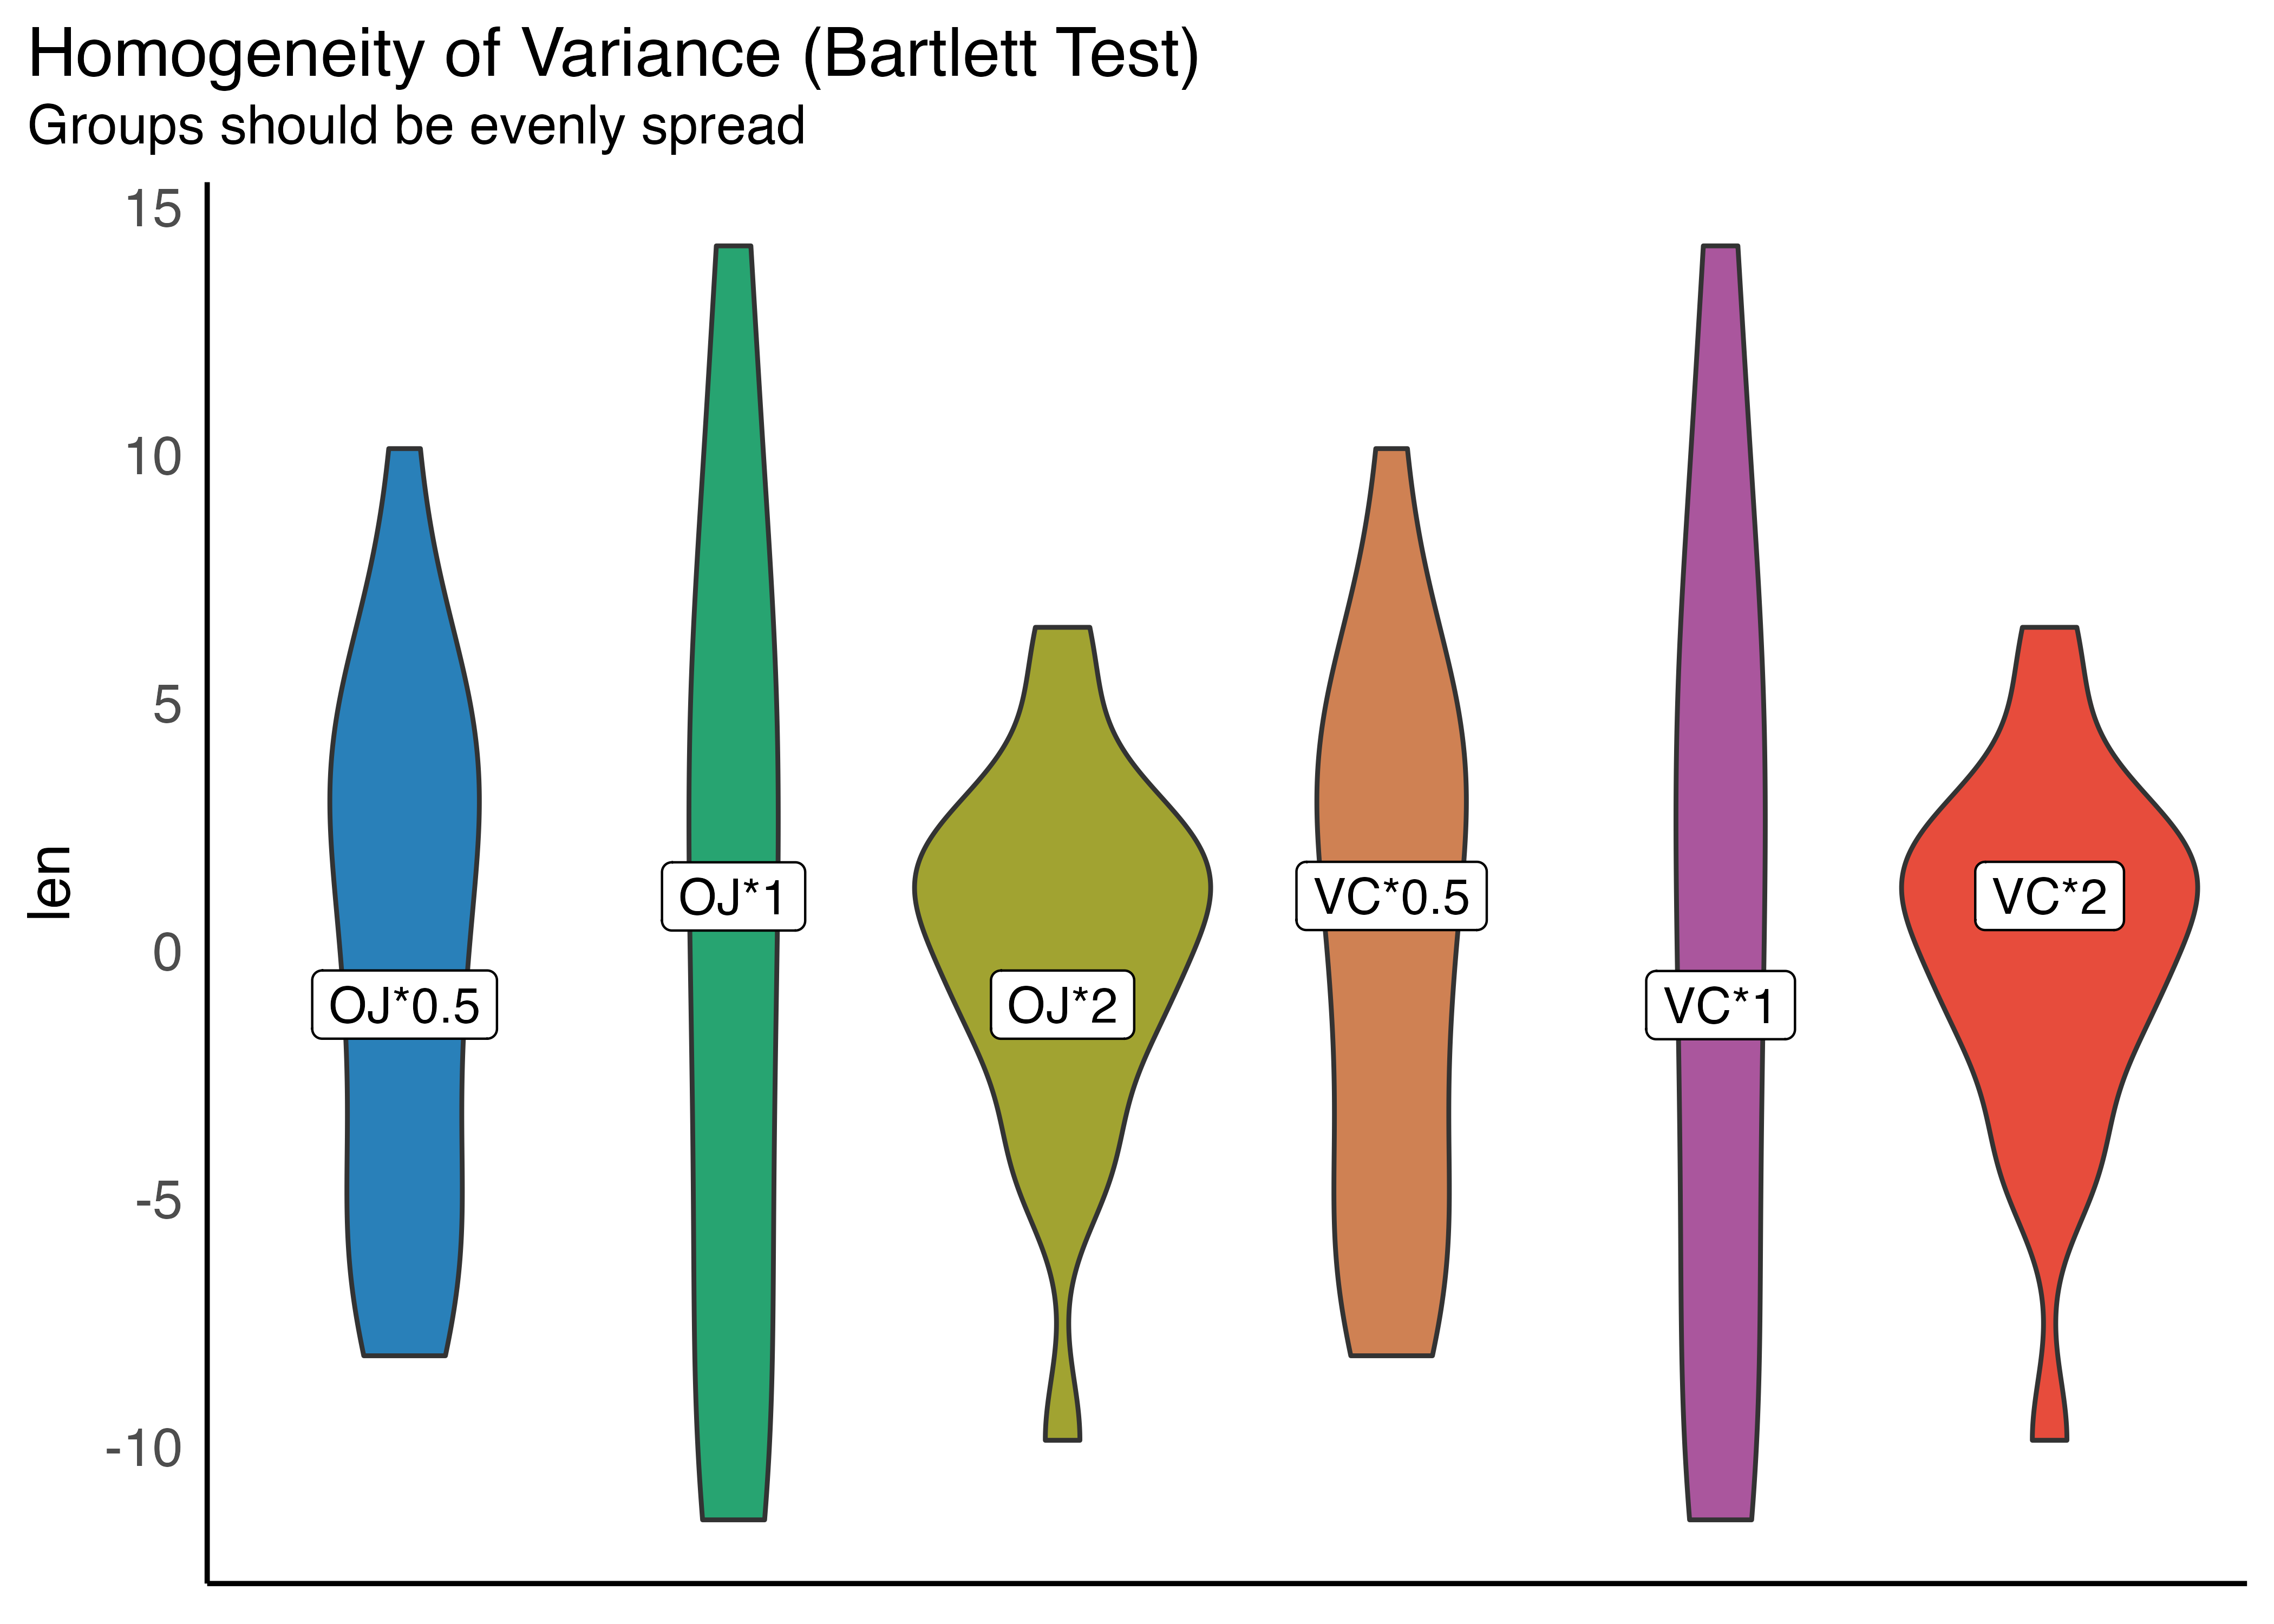 Homogeneity of Variance (Bartlett Test)
Groups should be evenly spread
15
10
5
0
-5
-10
len
OJ*0.5
OJ*1
OJ*2
VC*0.5
VC*1
VC*2